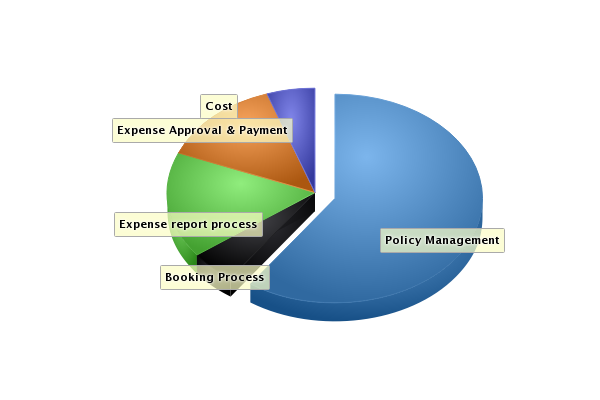 Cost
Expense Approval & Payment
Expense report process
Policy Management
Booking Process